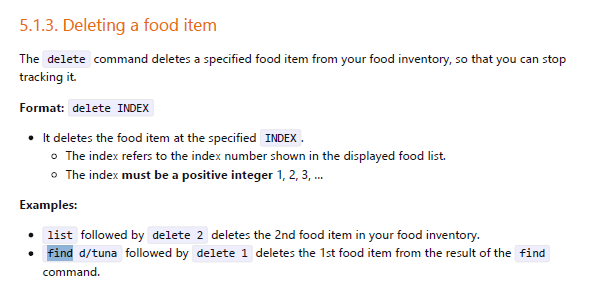 5.1.3. Deleting a food item
The delete command deletes a specified food item from your food inventory, so that you can stop
tracking it.
Format: delete INDEX
• It deletes the food item at the specified INDEX .
○ The index refers to the index number shown in the displayed food list.
○ The index must be a positive integer 1, 2, 3, ...
Examples:
• list followed by delete 2 deletes the 2nd food item in your food inventory.
• find d/tuna followed by delete 1 deletes the 1st food item from the result of the find
command.